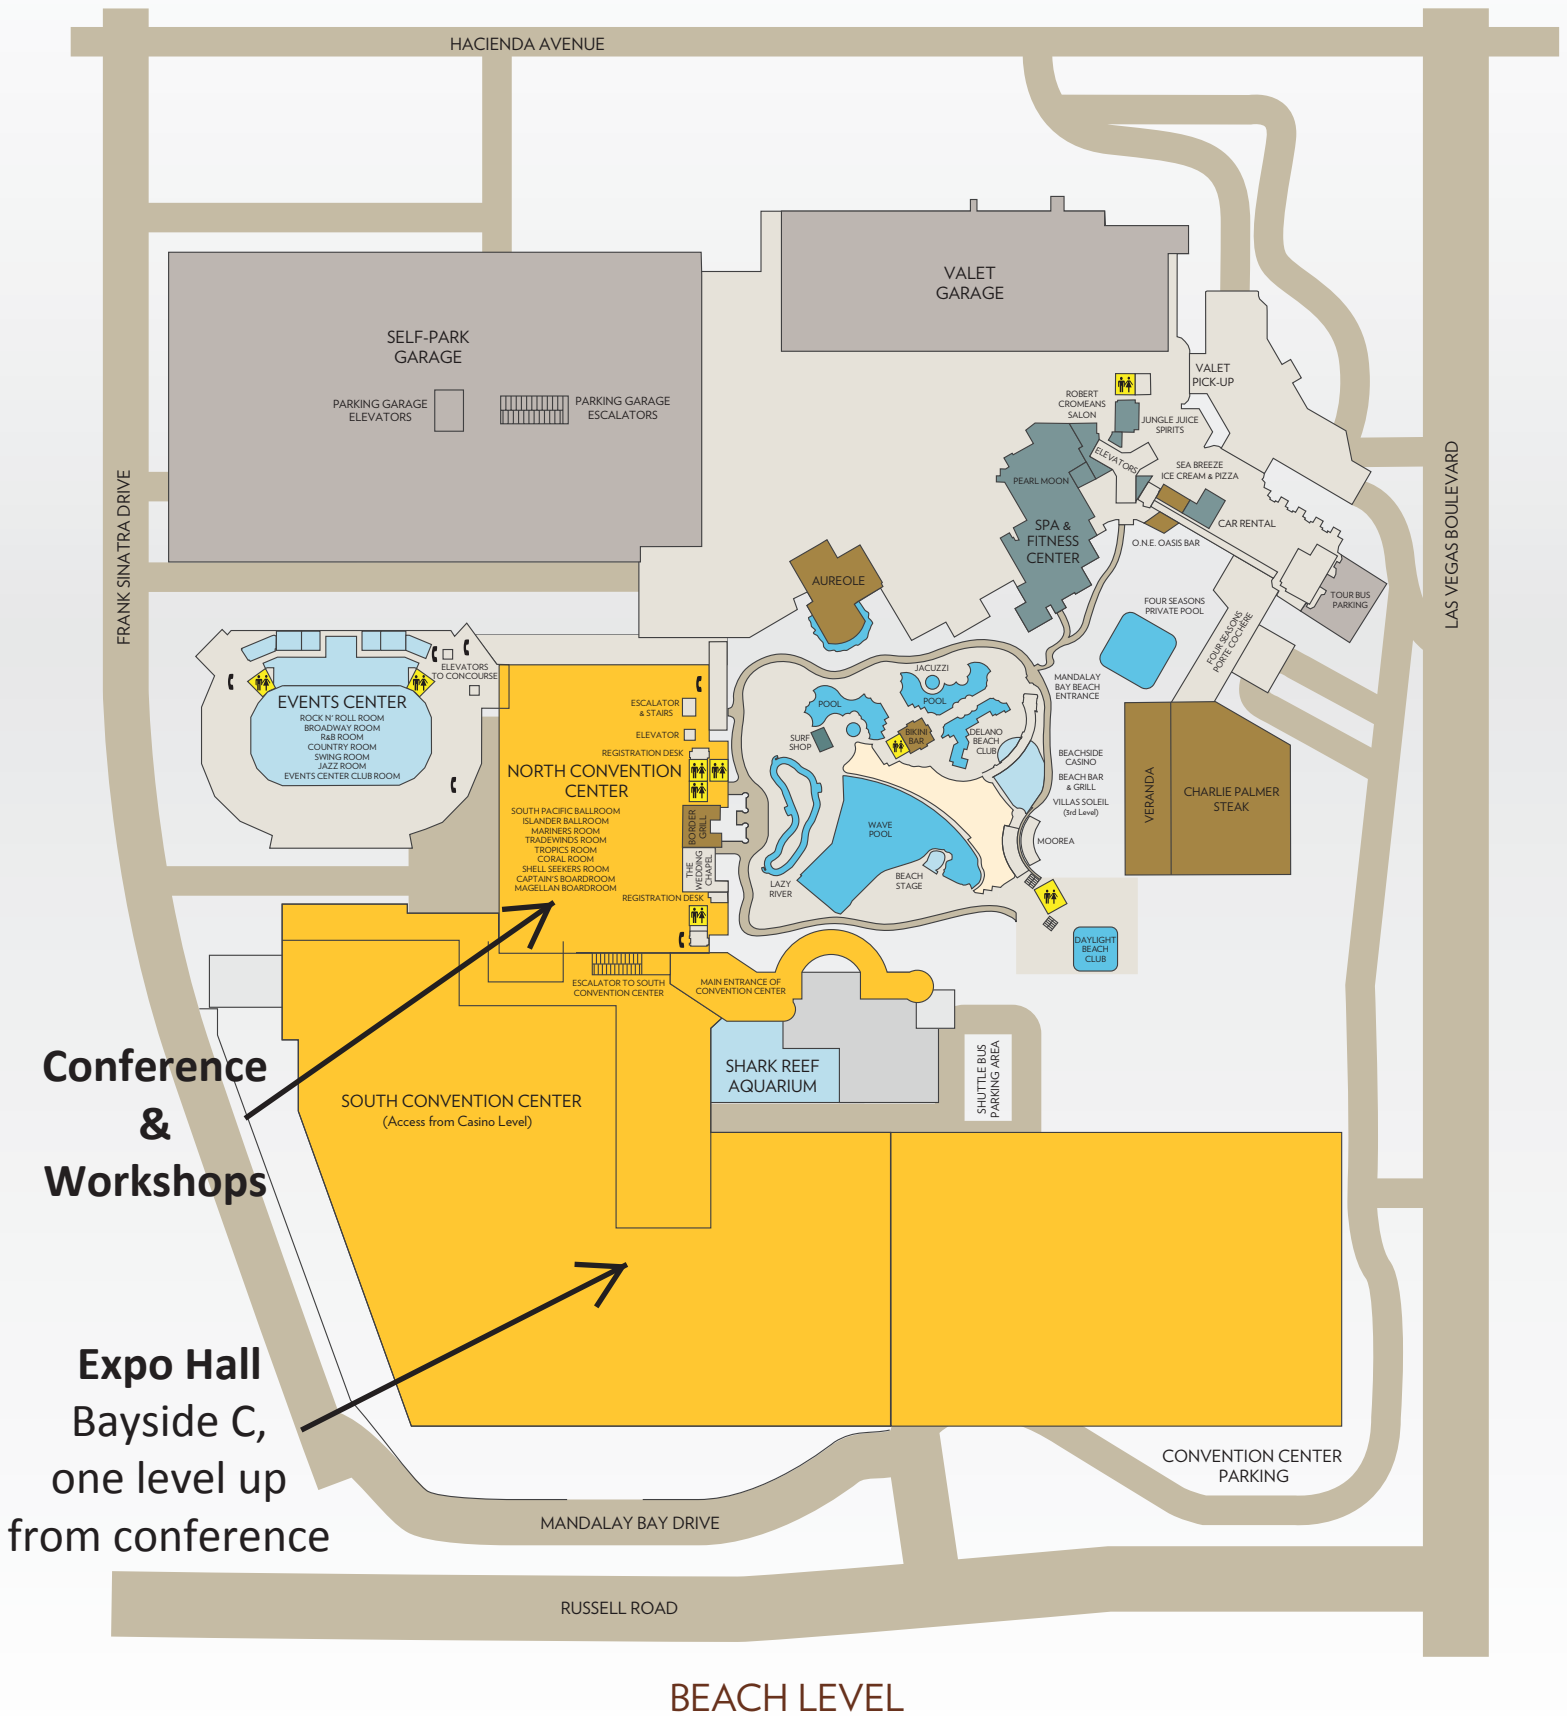 HACIENDA AVENUE
VALET
GARAGE
SELF-PARK
GARAGE
PARKING GARAGE
ELEVATORS
PARKING GARAGE
ESCALATORS
VALET
PICK-UP
ROBERT
CROMEANS
SALON
JUNGLE JUICE
SPIRITS
ELEVATORS
SEA BREEZE
ICE CREAM & PIZZA
PEARL MOON
SPA &
FITNESS
CENTER
CAR RENTAL
O.N.E. OASIS BAR
FRANK SINATRA DRIVE
LAS VEGAS BOULEVARD
AUREOLE
TOUR BUS
PARKING
FOUR SEASONS
PRIVATE POOL
FOUR SEASONS
PORTE COCHÈRE
ELEVATORS
TO CONCOURSE
EVENTS CENTER
ROCK N' ROLL ROOM
BROADWAY ROOM
R&B ROOM
COUNTRY ROOM
SWING ROOM
JAZZ ROOM
EVENTS CENTER CLUB ROOM
ESCALATOR
& STAIRS
ELEVATOR
REGISTRATION DESK
NORTH CONVENTION
CENTER
SOUTH PACIFIC BALLROOM
ISLANDER BALLROOM
MARINERS ROOM
TRADEWINDS ROOM
TROPICS ROOM
CORAL ROOM
SHELL SEEKERS ROOM
CAPTAIN'S BOARDROOM
MAGELLAN BOARDROOM
REGISTRATION DESK
BORDER
GRILL
THE
WEDDING
CHAPEL
JACUZZI
POOL
POOL
SURF
SHOP
BIKINI
BAR
DELANO
BEACH
CLUB
MANDALAY
BAY BEACH
ENTRANCE
BEACHSIDE
CASINO
BEACH BAR
& GRILL
VILLAS SOLEIL
(3rd Level)
MOOREA
WAVE
POOL
LAZY
RIVER
BEACH
STAGE
VERANDA
CHARLIE PALMER
STEAK
DAYLIGHT
BEACH
CLUB
ESCALATOR TO SOUTH
CONVENTION CENTER
MAIN ENTRANCE OF
CONVENTION CENTER
SHARK REEF
AQUARIUM
SHUTTLE BUS
PARKING AREA
Conference
&
Workshops
SOUTH CONVENTION CENTER
(Access from Casino Level)
Expo Hall
Bayside C,
one level up
from conference
CONVENTION CENTER
PARKING
MANDALAY BAY DRIVE
RUSSELL ROAD
BEACH LEVEL